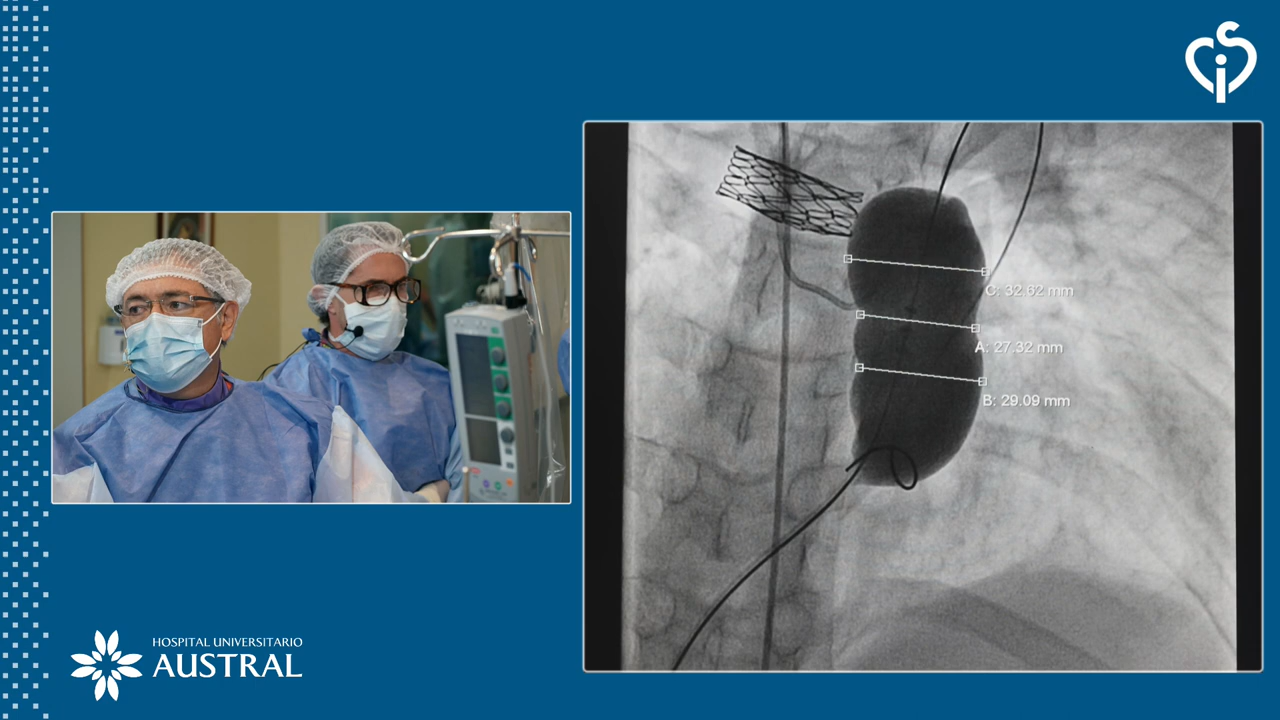 C: 32.62 mm
A: 27.32 mm
B: 29.09 mm
HOSPITAL UNIVERSITARIO
AUSTRAL